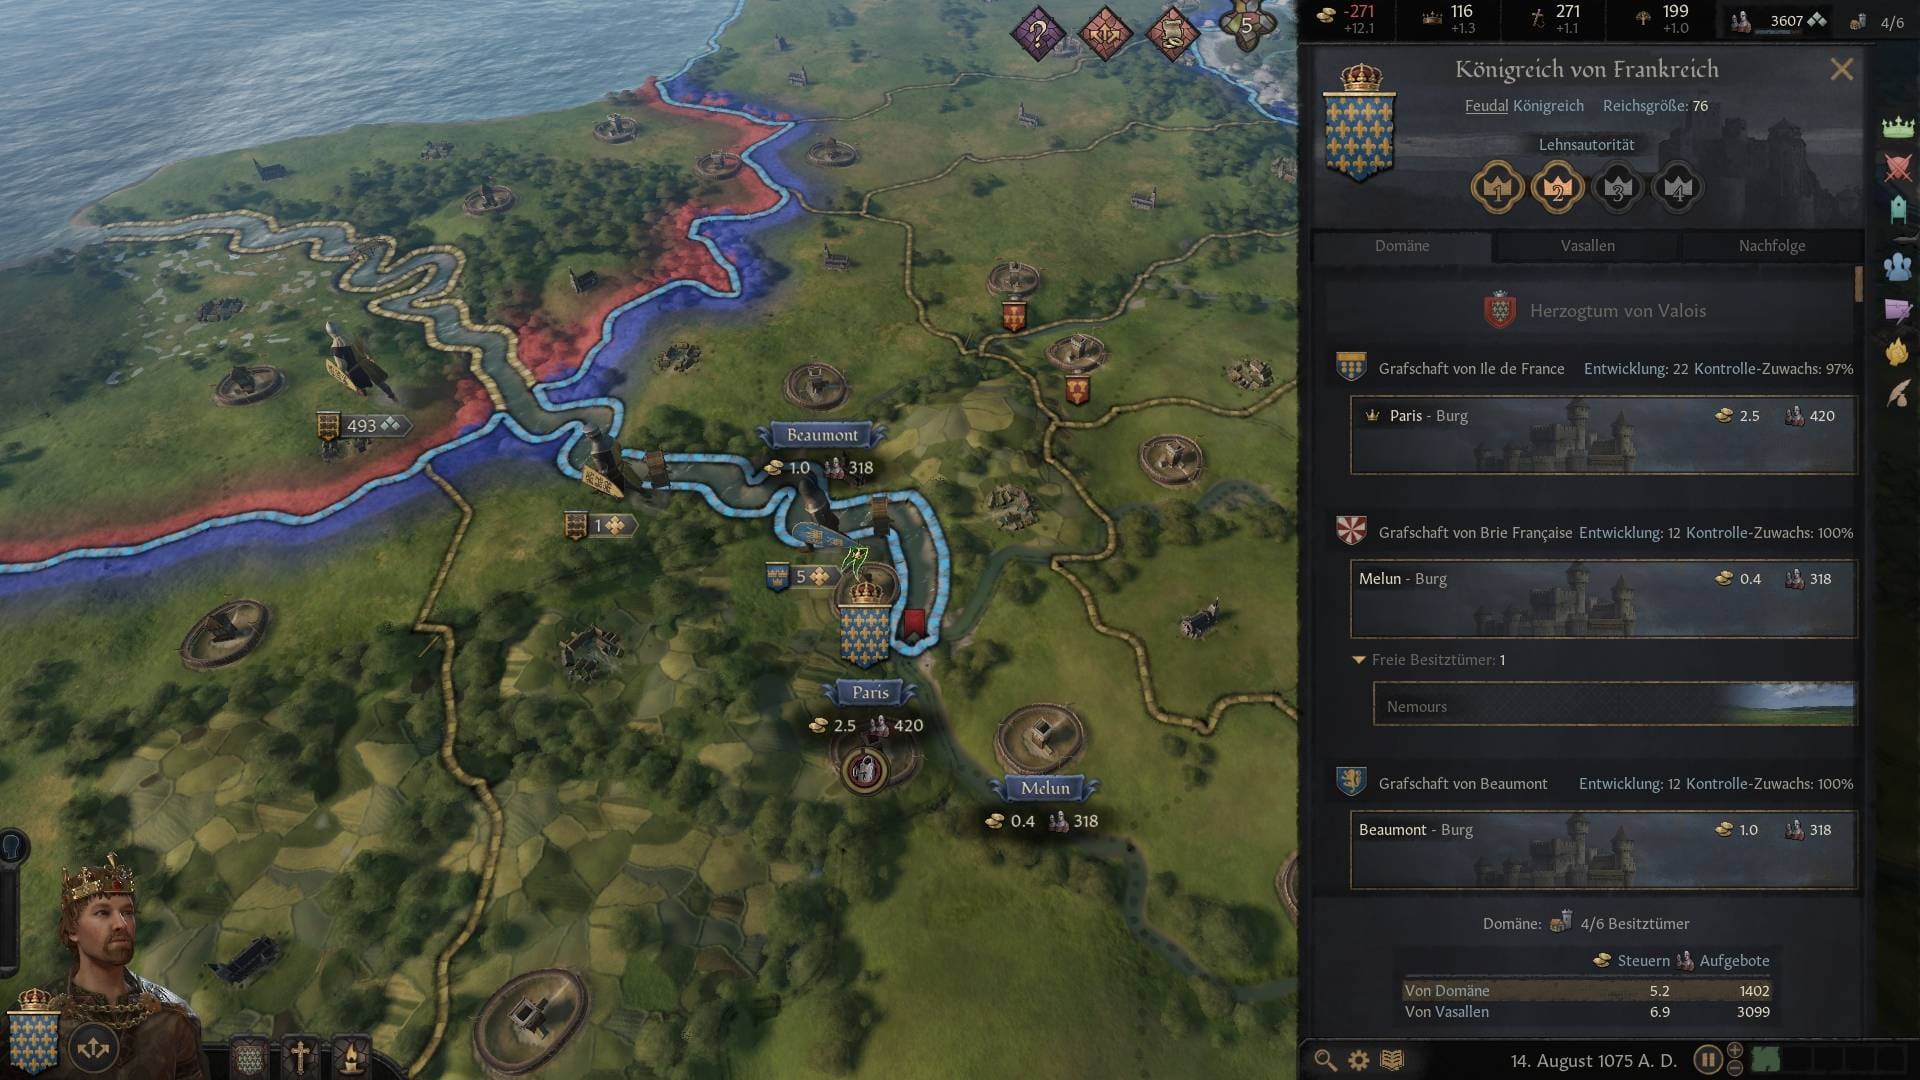 5
-271
+12.1
116
+1.3
271
+1.1
199
+1.0
3607
4/6
Königreich von Frankreich
Feudal Königreich Reichsgröße: 76
Lehnsautorität
1 2 3 4
Domäne Vasallen Nachfolge
Herzogtum von Valois
Grafschaft von Ile de France Entwicklung: 22 Kontrolle-Zuwachs: 97%
Paris - Burg 2.5 420
Grafschaft von Brie Française Entwicklung: 12 Kontrolle-Zuwachs: 100%
Melun - Burg 0.4 318
Freie Besitztümer: 1
Nemours
Grafschaft von Beaumont Entwicklung: 12 Kontrolle-Zuwachs: 100%
Beaumont - Burg 1.0 318
Domäne: 4/6 Besitztümer
Steuern Aufgebote
Von Domäne 5.2 1402
Von Vasallen 6.9 3099
14. August 1075 A. D.
493
Beaumont
1.0 318
1
5
Paris
2.5 420
Melun
0.4 318